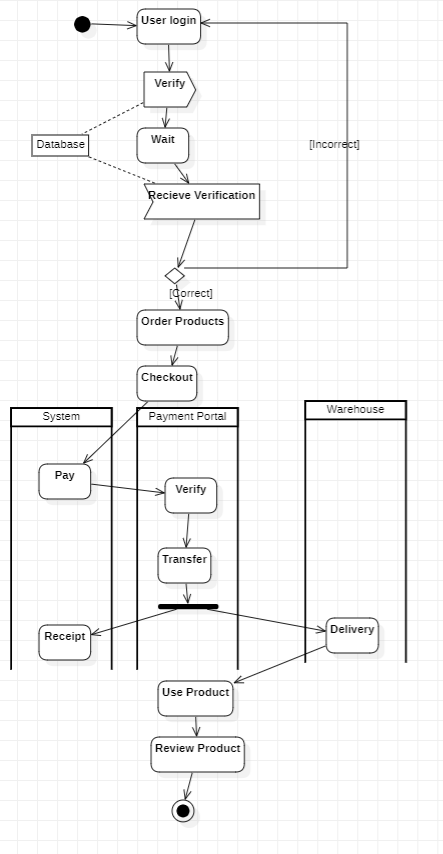 User login
Verify
Wait
Database
[Incorrect]
Recieve Verification
[Correct]
Order Products
Checkout
System
Payment Portal
Warehouse
Pay
Verify
Transfer
Receipt
Delivery
Use Product
Review Product